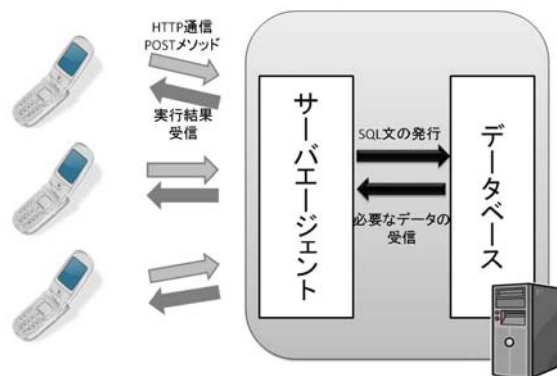 HTTP通信
POSTメソッド
実行結果
受信
サーバエージェント
SQL文の発行
必要なデータの
受信
データベース